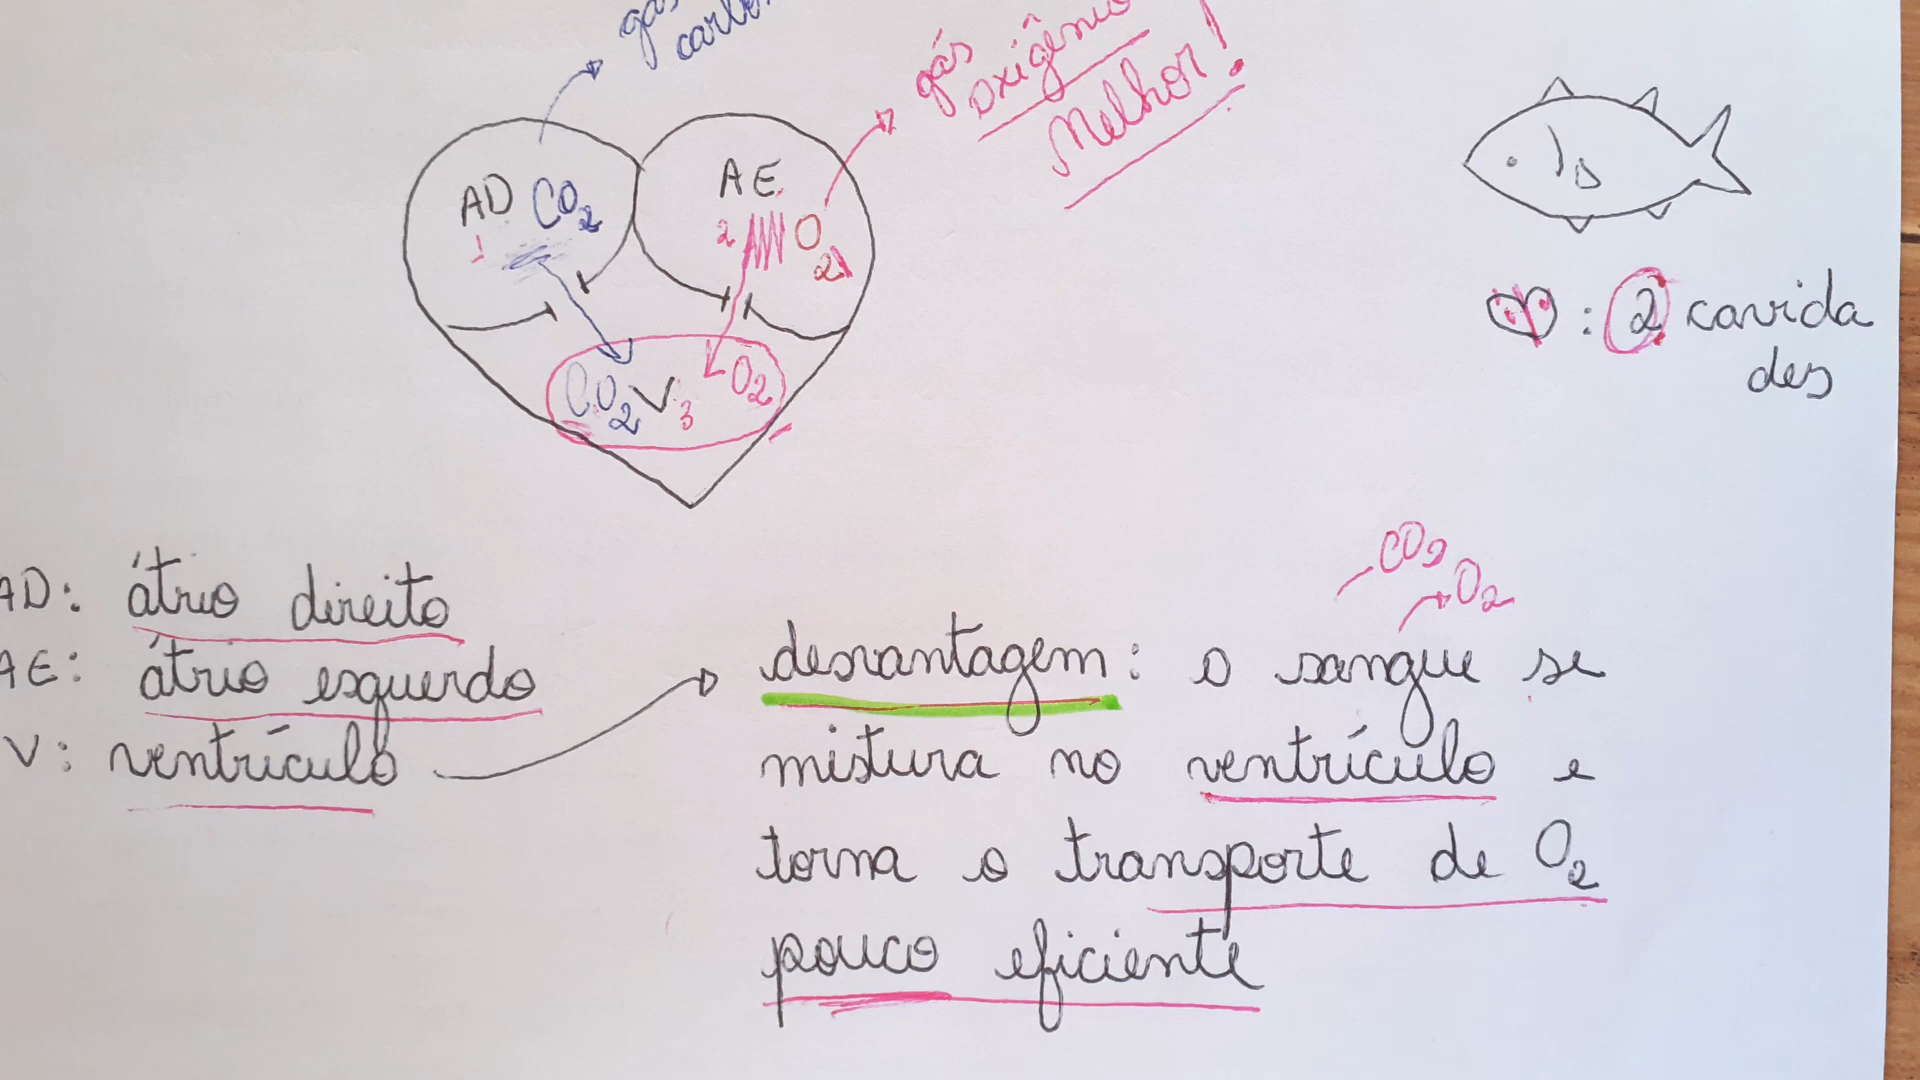 gás
gás
oxigênio
Melhor!
AD CO2
AE
1
2 O2
CO2 V3 O2
: 2 cavida
des
CO2
O2
AD: átrio direito
AE: átrio esquerdo
V: ventrículo
desvantagem: o sangue se
mistura no ventrículo e
torna o transporte de O2
pouco eficiente